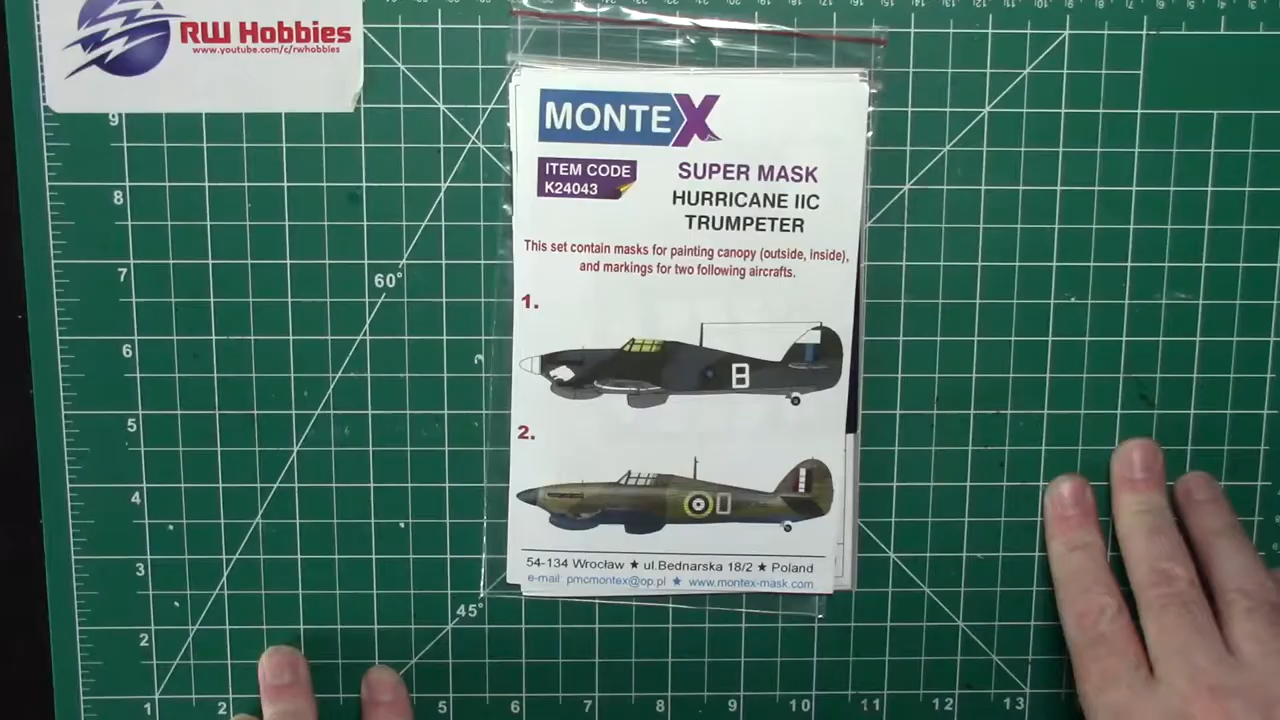 RW Hobbies
www.youtube.com/c/rwhobbies
MONTEX
ITEM CODE
K24043
SUPER MASK
HURRICANE IIC
TRUMPETER
This set contain masks for painting canopy (outside, inside),
and markings for two following aircrafts.
1.
B
2.
54-134 Wrocław ★ ul.Bednarska 18/2 ★ Poland
e-mail: pmcmontex@op.pl ★ www.montex-mask.com
9
8
7
60°
6
5
4
3
45°
2
1 2 5 6 7 8 9 10 11 12 13